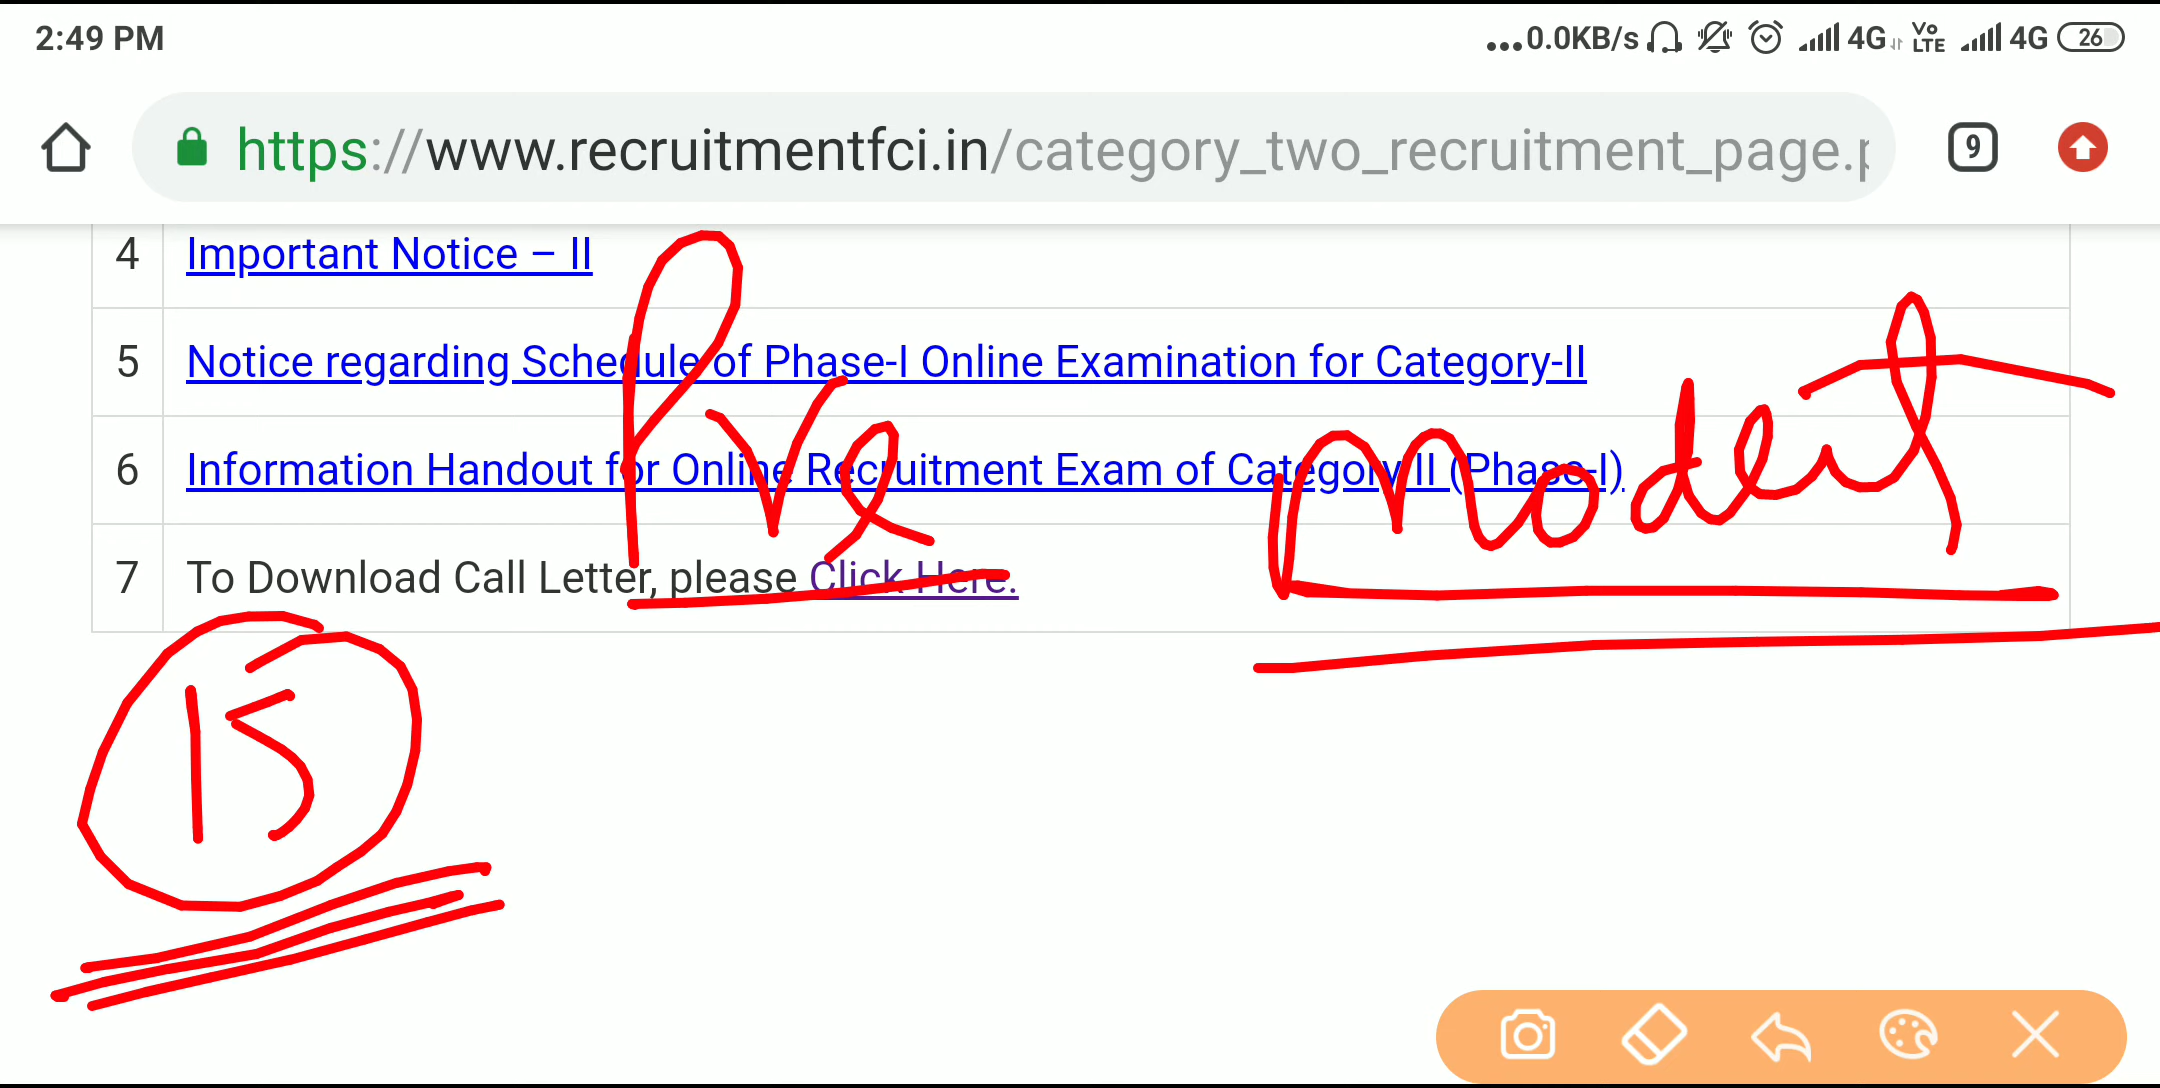 2:49 PM ...0.0KB/s 4G Vo LTE 4G 26
https://www.recruitmentfci.in/category_two_recruitment_page.p
9
4 Important Notice – II
5 Notice regarding Schedule of Phase-I Online Examination for Category-II
6 Information Handout for Online Recruitment Exam of Category II (Phase-I)
7 To Download Call Letter, please Click Here.
Pre
15